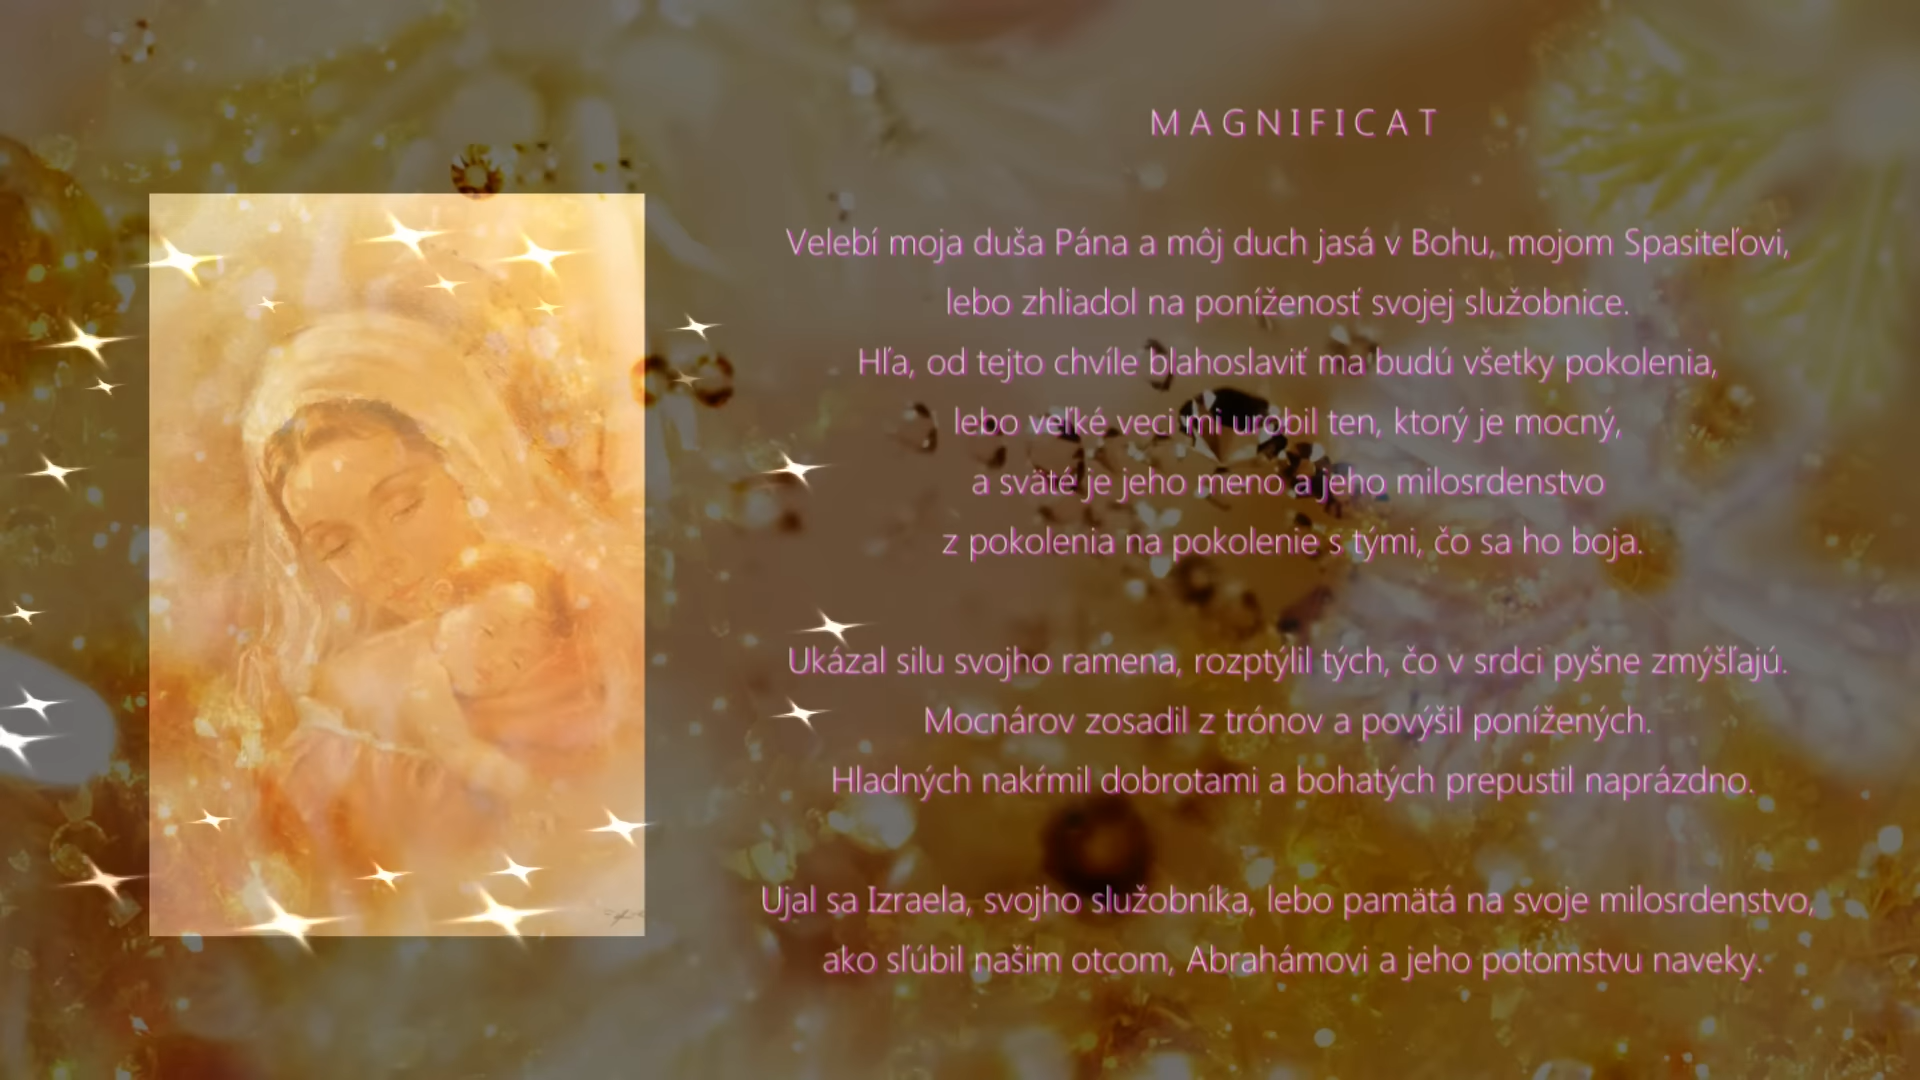 MAGNIFICAT
Velebí moja duša Pána a môj duch jasá v Bohu, mojom Spasiteľovi,
lebo zhliadol na poníženosť svojej služobnice.
Hľa, od tejto chvíle blahoslaviť ma budú všetky pokolenia,
lebo veľké veci mi urobil ten, ktorý je mocný,
a sväté je jeho meno a jeho milosrdenstvo
z pokolenia na pokolenie s tými, čo sa ho boja.
Ukázal silu svojho ramena, rozptýlil tých, čo v srdci pyšne zmýšľajú.
Mocnárov zosadil z trónov a povýšil ponížených.
Hladných nakŕmil dobrotami a bohatých prepustil naprázdno.
Ujal sa Izraela, svojho služobníka, lebo pamätá na svoje milosrdenstvo,
ako sľúbil našim otcom, Abrahámovi a jeho potomstvu naveky.